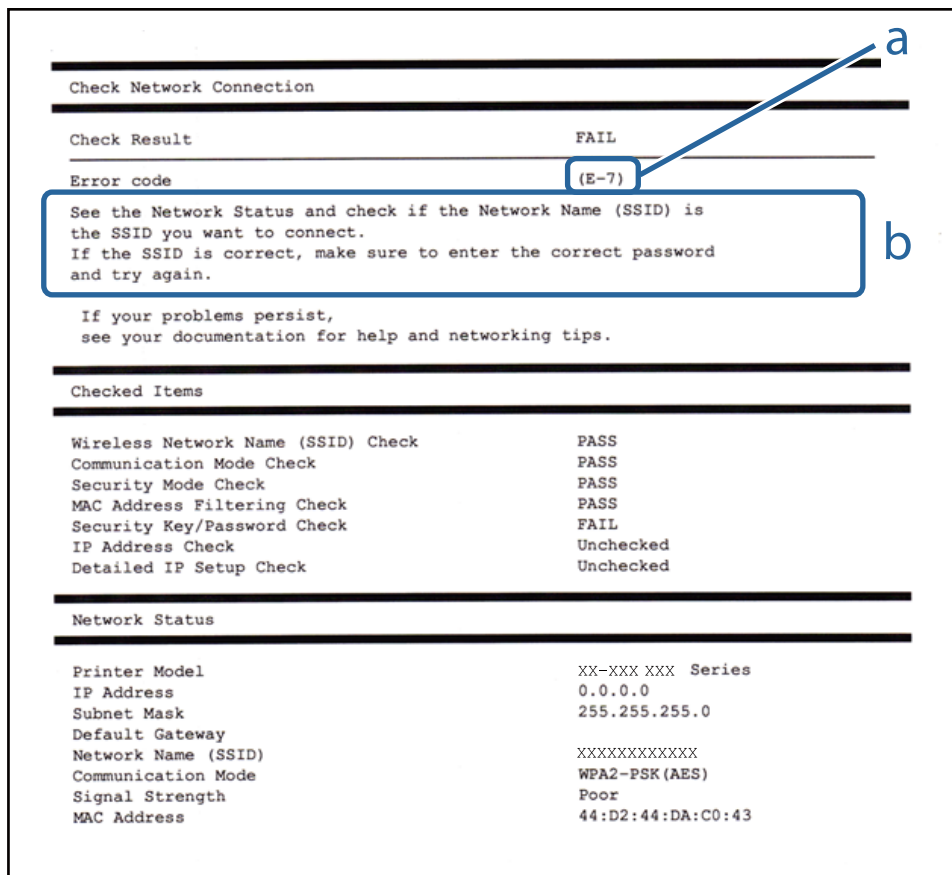 a
Check Network Connection
Check Result FAIL
Error code (E-7)
See the Network Status and check if the Network Name (SSID) is
the SSID you want to connect.
b
If the SSID is correct, make sure to enter the correct password
and try again.
If your problems persist,
see your documentation for help and networking tips.
Checked Items
Wireless Network Name (SSID) Check PASS
Communication Mode Check PASS
Security Mode Check PASS
MAC Address Filtering Check PASS
Security Key/Password Check FAIL
IP Address Check Unchecked
Detailed IP Setup Check Unchecked
Network Status
Printer Model XX-XXX XXX Series
IP Address 0.0.0.0
Subnet Mask 255.255.255.0
Default Gateway
Network Name (SSID) XXXXXXXXXXXX
Communication Mode WPA2-PSK(AES)
Signal Strength Poor
MAC Address 44:D2:44:DA:C0:43